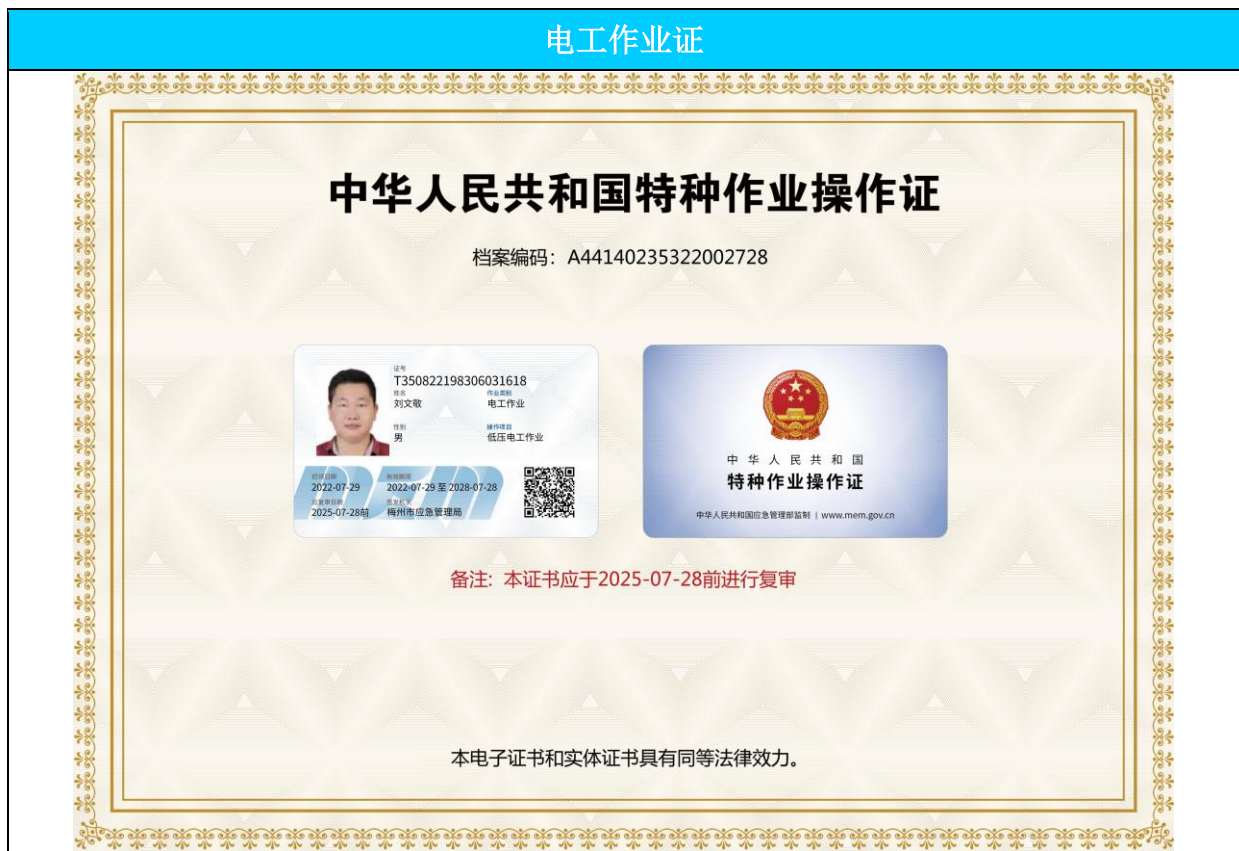 电工作业证
中华人民共和国特种作业操作证
档案编码：A44140235322002728
证号
T350822198306031618
姓名 作业类别
刘文敬 电工作业
性别 操作项目
男 低压电工作业
初领日期 有效期限
2022-07-29 2022-07-29 至 2028-07-28
应复审日期 签发机关
2025-07-28前 梅州市应急管理局
中华人民共和国
特种作业操作证
中华人民共和国应急管理部监制 | www.mem.gov.cn
备注: 本证书应于2025-07-28前进行复审
本电子证书和实体证书具有同等法律效力。